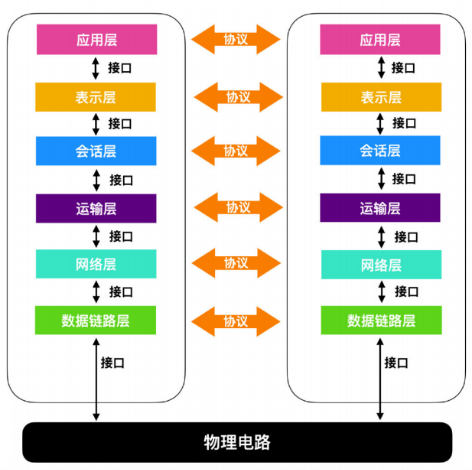 应用层 协议 应用层
接口 接口
表示层 协议 表示层
接口 接口
会话层 协议 会话层
接口 接口
运输层 协议 运输层
接口 接口
网络层 协议 网络层
接口 接口
数据链路层 协议 数据链路层
接口 接口
物理电路